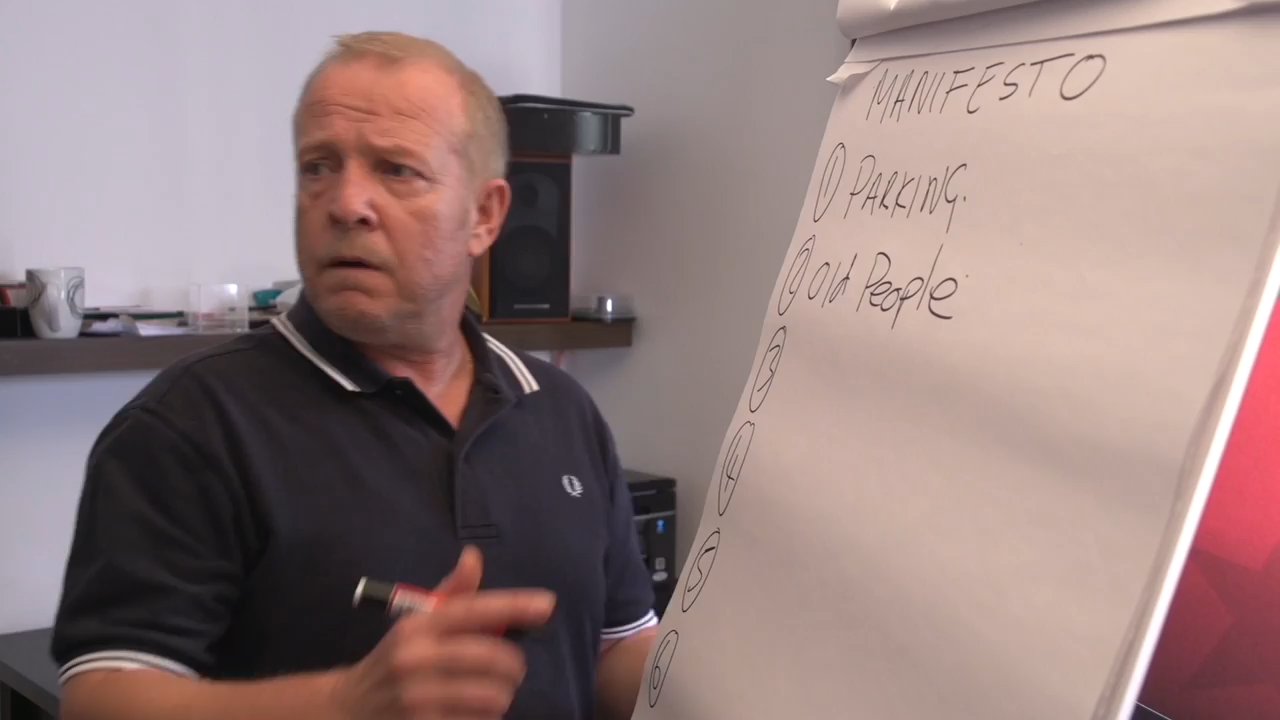 MANIFESTO
① PARKING.
② Old People
③
④
⑤
⑥